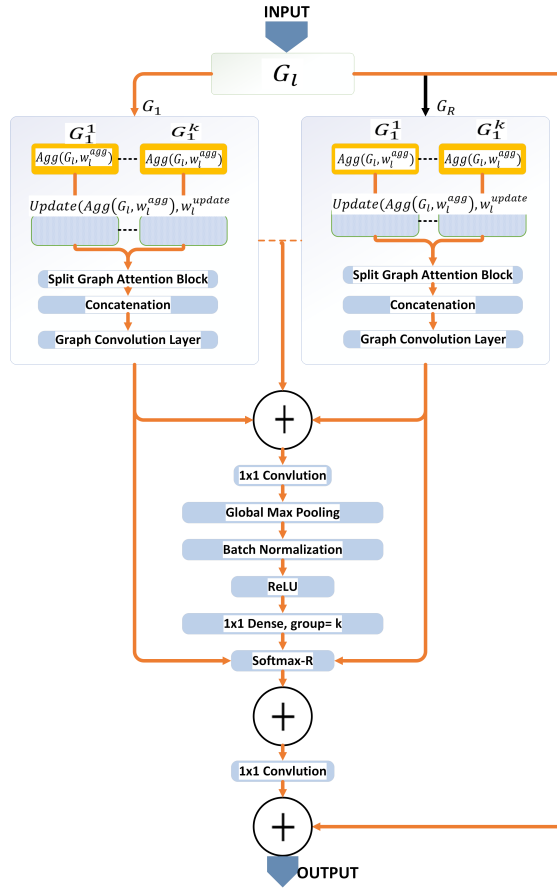 INPUT
G_l
G_1
G_R
G_1^1 G_1^k
Agg(G_l, w_l^{agg}) Agg(G_l, w_l^{agg})
Update(Agg(G_l, w_l^{agg}), w_l^{update}
Split Graph Attention Block
Concatenation
Graph Convolution Layer
G_1^1 G_1^k
Agg(G_l, w_l^{agg}) Agg(G_l, w_l^{agg})
Update(Agg(G_l, w_l^{agg}), w_l^{update}
Split Graph Attention Block
Concatenation
Graph Convolution Layer
+
1x1 Convlution
Global Max Pooling
Batch Normalization
ReLU
1x1 Dense, group= k
Softmax-R
+
1x1 Convlution
+
OUTPUT